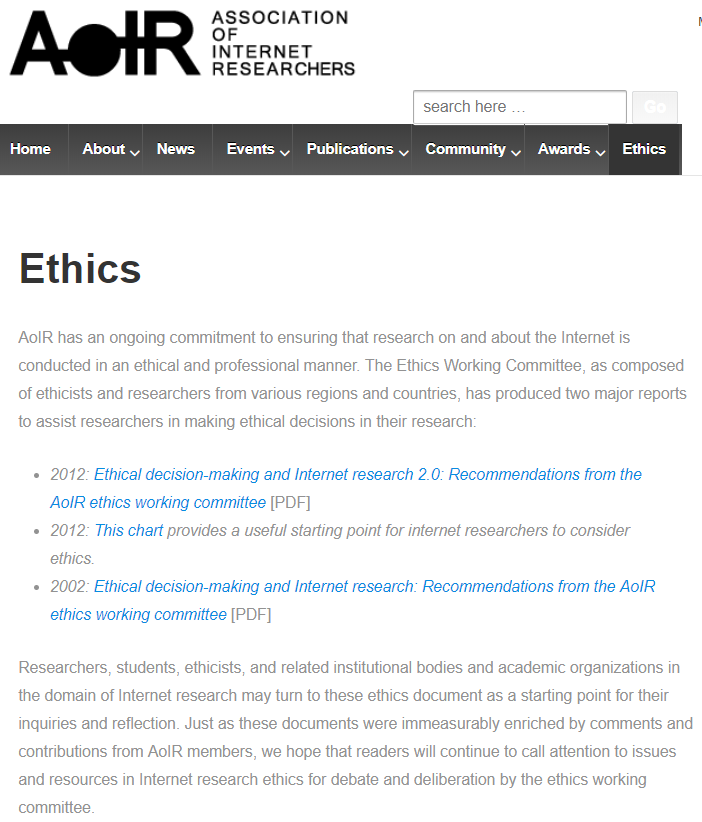 AoIR ASSOCIATION
OF
INTERNET
RESEARCHERS
search here …
Go
Home About News Events Publications Community Awards Ethics
Ethics
AoIR has an ongoing commitment to ensuring that research on and about the Internet is
conducted in an ethical and professional manner. The Ethics Working Committee, as composed
of ethicists and researchers from various regions and countries, has produced two major reports
to assist researchers in making ethical decisions in their research:
• 2012: Ethical decision-making and Internet research 2.0: Recommendations from the
AoIR ethics working committee [PDF]
• 2012: This chart provides a useful starting point for internet researchers to consider
ethics.
• 2002: Ethical decision-making and Internet research: Recommendations from the AoIR
ethics working committee [PDF]
Researchers, students, ethicists, and related institutional bodies and academic organizations in
the domain of Internet research may turn to these ethics document as a starting point for their
inquiries and reflection. Just as these documents were immeasurably enriched by comments and
contributions from AoIR members, we hope that readers will continue to call attention to issues
and resources in Internet research ethics for debate and deliberation by the ethics working
committee.